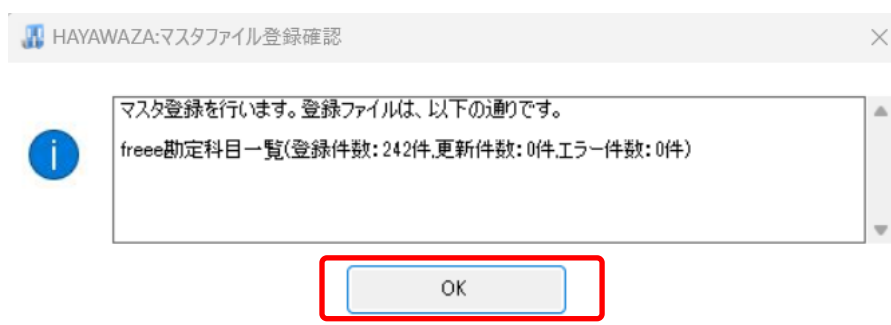 HAYAWAZA:マスタファイル登録確認
マスタ登録を行います。登録ファイルは、以下の通りです。
freee勘定科目一覧(登録件数:242件,更新件数:0件,エラー件数:0件)
OK